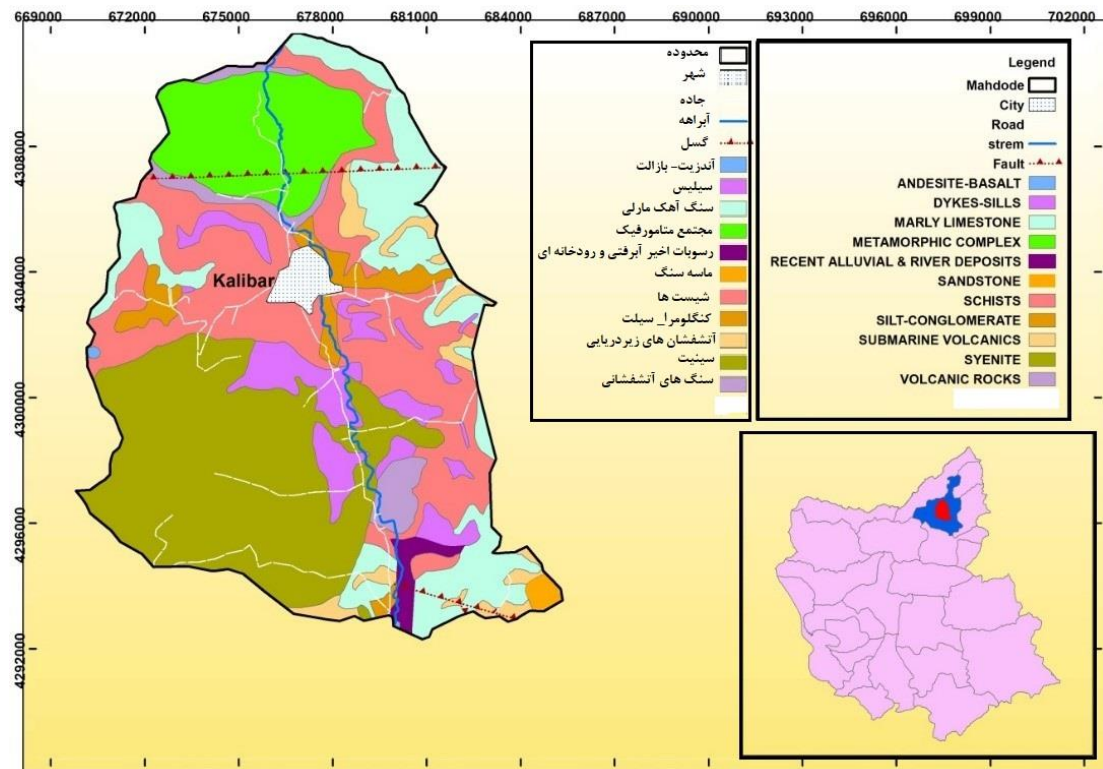 669000 672000 675000 678000 681000 684000 687000 690000 693000 696000 699000 702000
4308000
4304000
4300000
4296000
4292000
Kalibar
محدوده
شهر
جاده
آبراهه
گسل
آندزیت- بازالت
سیلیس
سنگ آهک مارلی
مجتمع متامورفیک
رسوبات اخیر آبرفتی و رودخانه ای
ماسه سنگ
شیست ها
کنگلومرا_ سیلت
آتشفشان های زیردریایی
سینیت
سنگ های آتشفشانی
Legend
Mahdode
City
Road
strem
Fault
ANDESITE-BASALT
DYKES-SILLS
MARLY LIMESTONE
METAMORPHIC COMPLEX
RECENT ALLUVIAL & RIVER DEPOSITS
SANDSTONE
SCHISTS
SILT-CONGLOMERATE
SUBMARINE VOLCANICS
SYENITE
VOLCANIC ROCKS